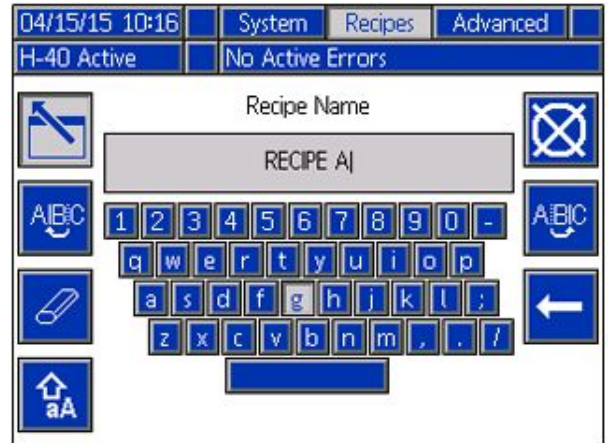 04/15/15 10:16 System Recipes Advanced
H-40 Active No Active Errors
Recipe Name
RECIPE A
ABC ABC
1 2 3 4 5 6 7 8 9 0 -
q w e r t y u i o p
a s d f g h j k l ;
z x c v b n m , . /
aA